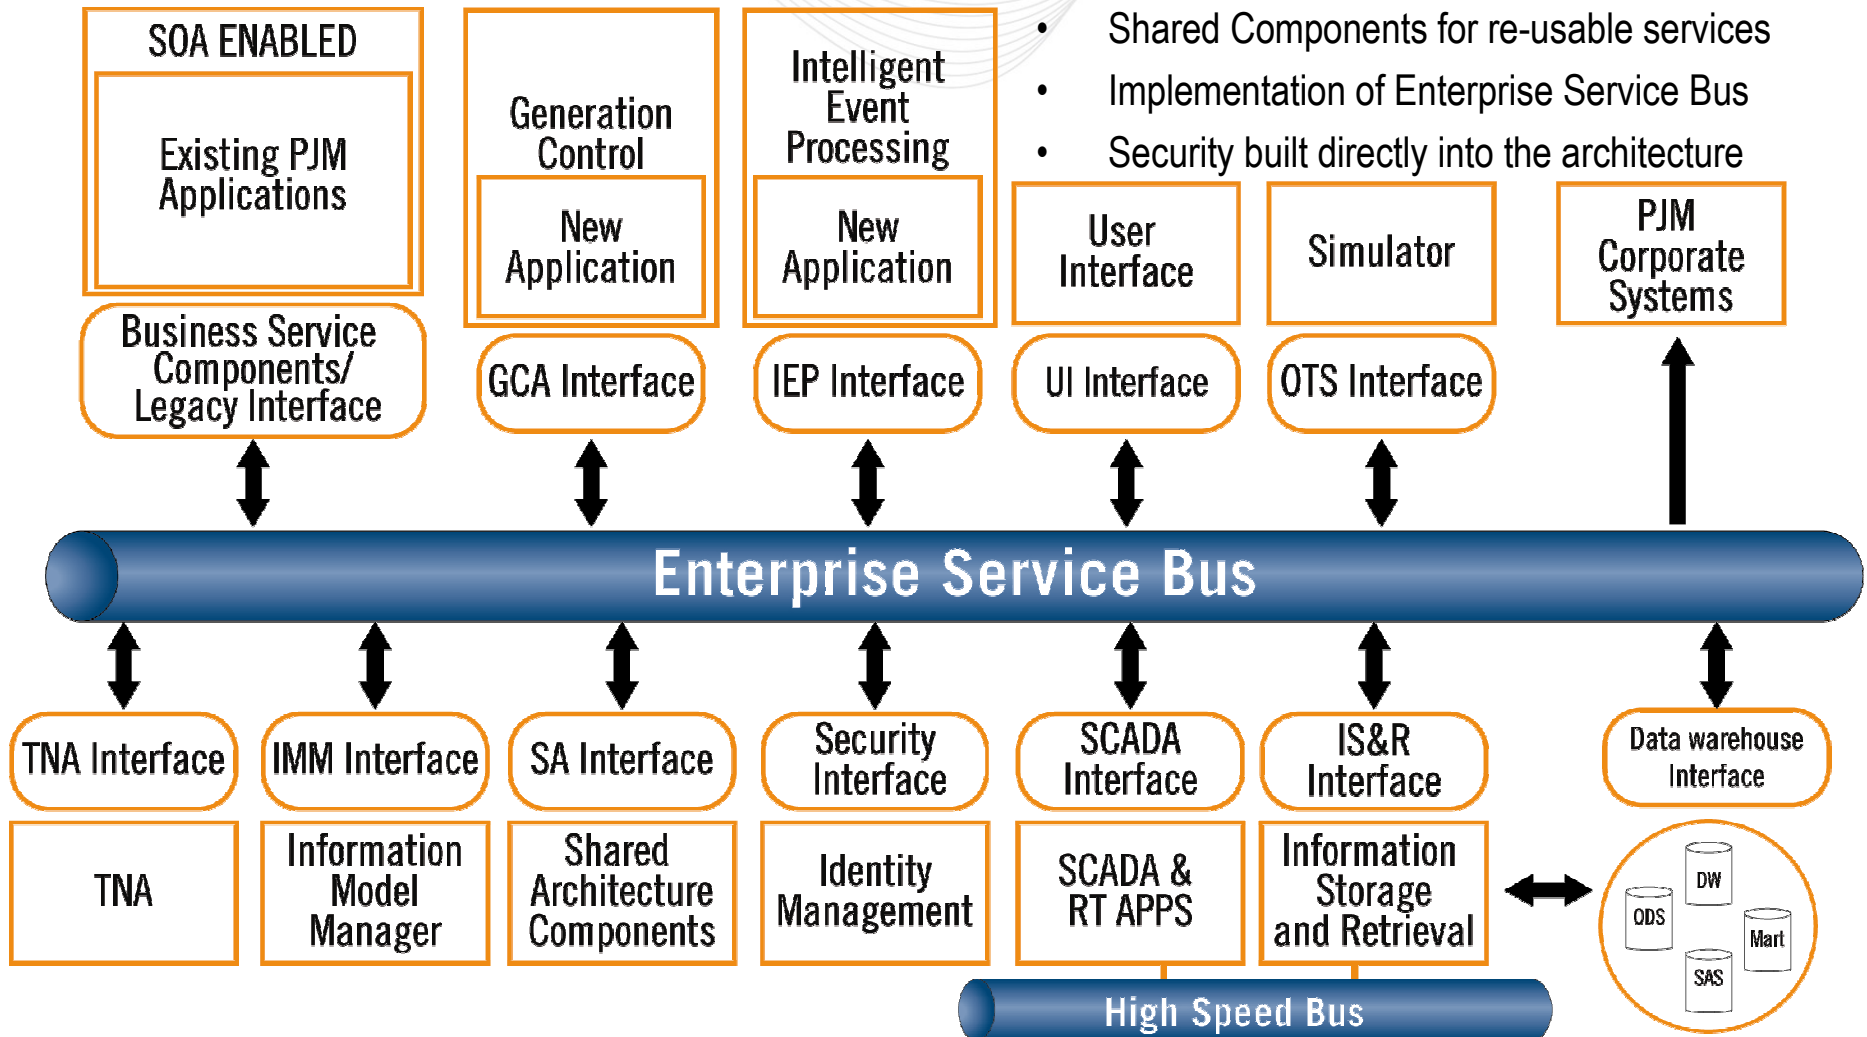 SOA ENABLED
Existing PJM
Applications
Business Service
Components/
Legacy Interface
Generation
Control
New
Application
GCA Interface
Intelligent
Event
Processing
New
Application
IEP Interface
• Shared Components for re-usable services
• Implementation of Enterprise Service Bus
• Security built directly into the architecture
User
Interface
UI Interface
Simulator
OTS Interface
PJM
Corporate
Systems
Enterprise Service Bus
TNA Interface
TNA
IMM Interface
Information
Model
Manager
SA Interface
Shared
Architecture
Components
Security
Interface
Identity
Management
SCADA
Interface
SCADA &
RT APPS
IS&R
Interface
Information
Storage
and Retrieval
Data warehouse
Interface
DW
ODS
Mart
SAS
High Speed Bus